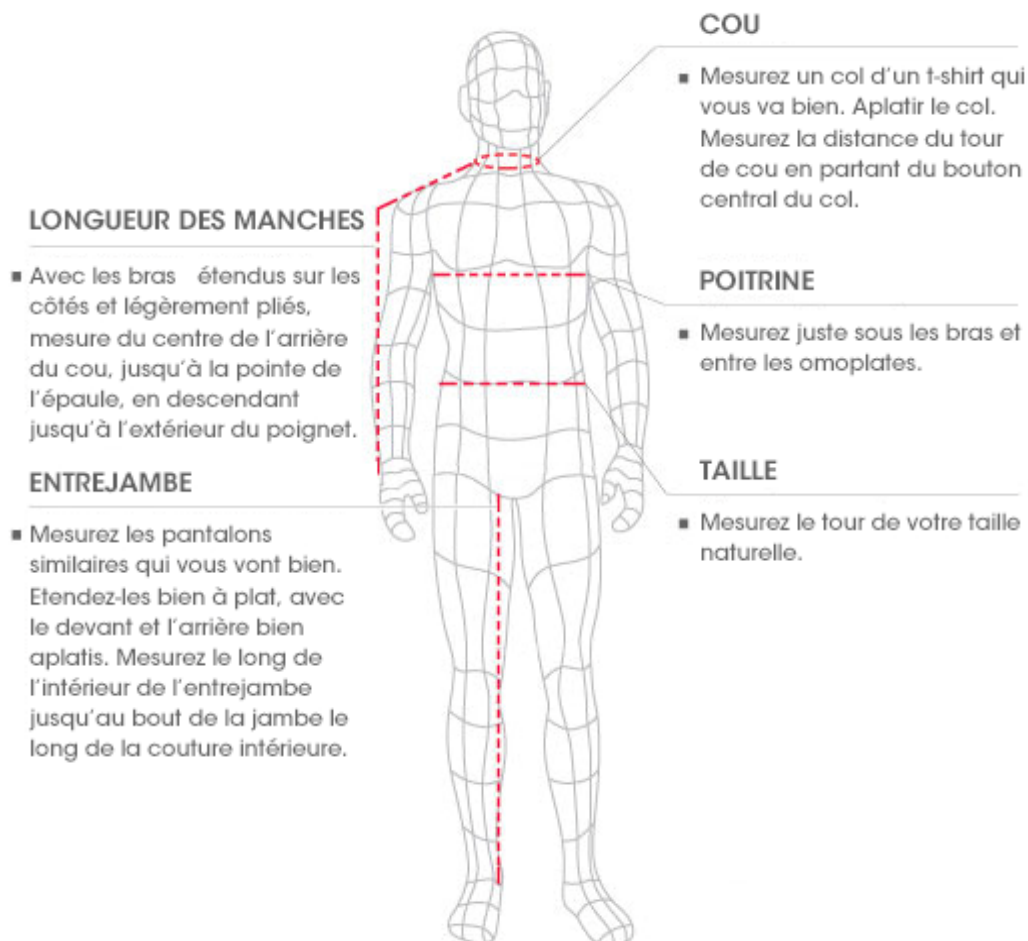 COU
▪ Mesurez un col d'un t-shirt qui
vous va bien. Aplatir le col.
Mesurez la distance du tour
de cou en partant du bouton
central du col.
LONGUEUR DES MANCHES
▪ Avec les bras étendus sur les
côtés et légèrement pliés,
mesure du centre de l'arrière
du cou, jusqu'à la pointe de
l'épaule, en descendant
jusqu'à l'extérieur du poignet.
POITRINE
▪ Mesurez juste sous les bras et
entre les omoplates.
ENTREJAMBE
▪ Mesurez les pantalons
similaires qui vous vont bien.
Etendez-les bien à plat, avec
le devant et l'arrière bien
aplatis. Mesurez le long de
l'intérieur de l'entrejambe
jusqu'au bout de la jambe le
long de la couture intérieure.
TAILLE
▪ Mesurez le tour de votre taille
naturelle.